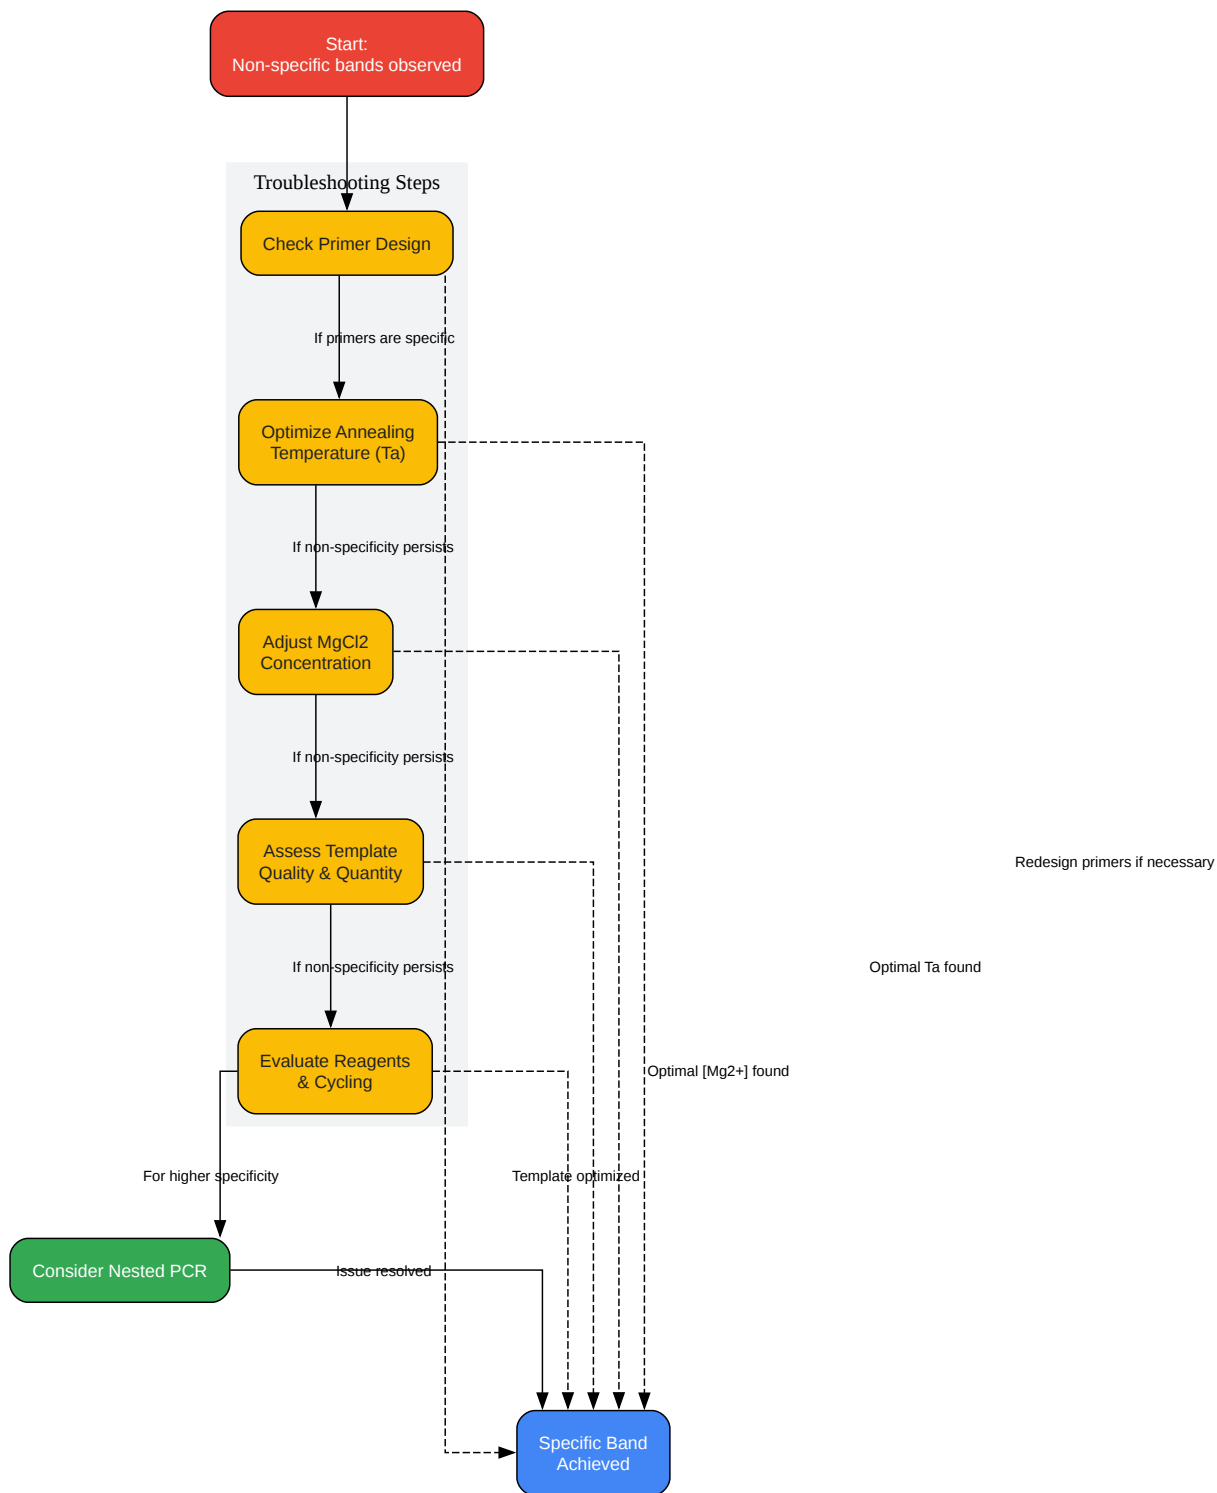 Start:
Non-specific bands observed
Troubleshooting Steps
Check Primer Design
If primers are specific
Optimize Annealing
Temperature (Ta)
If non-specificity persists
Adjust MgCl2
Concentration
If non-specificity persists
Assess Template
Quality & Quantity
Redesign primers if necessary
If non-specificity persists
Optimal Ta found
Evaluate Reagents
& Cycling
Optimal [Mg2+] found
For higher specificity
Template optimized
Consider Nested PCR
Issue resolved
Specific Band
Achieved